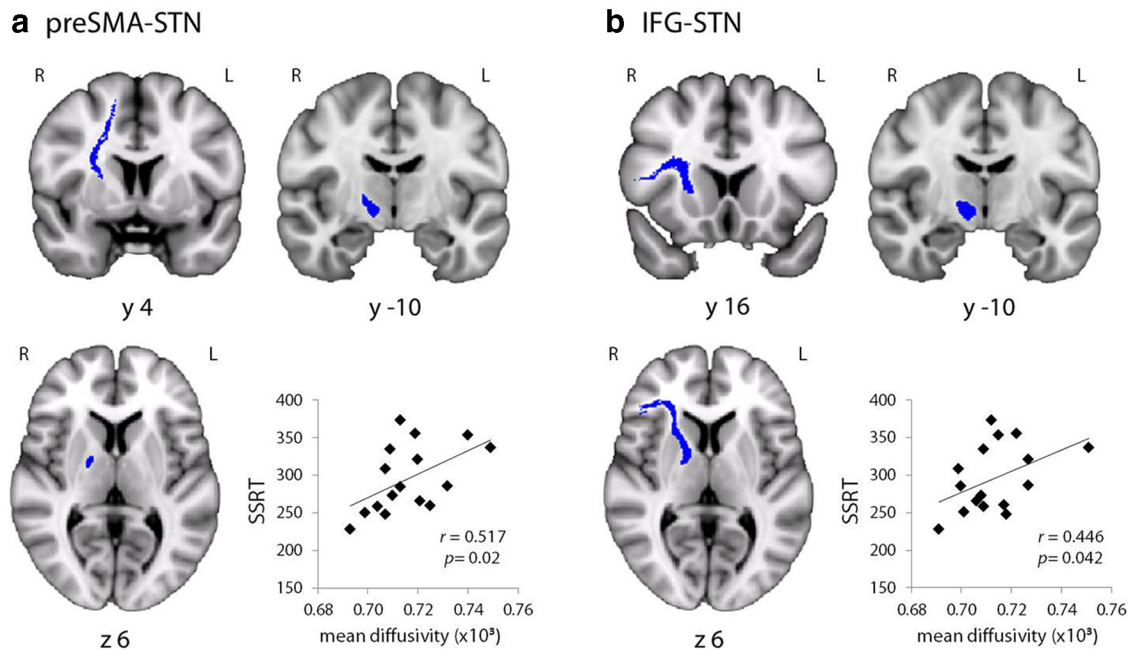 a preSMA-STN
R L
R L
y 4
y -10
R L
400
350
300
250
200
150
SSRT
r = 0.517
p= 0.02
0.68 0.70 0.72 0.74 0.76
mean diffusivity (x10³)
z 6
b IFG-STN
R L
R L
y 16
y -10
R L
400
350
300
250
200
150
SSRT
r = 0.446
p= 0.042
0.68 0.70 0.72 0.74 0.76
mean diffusivity (x10³)
z 6